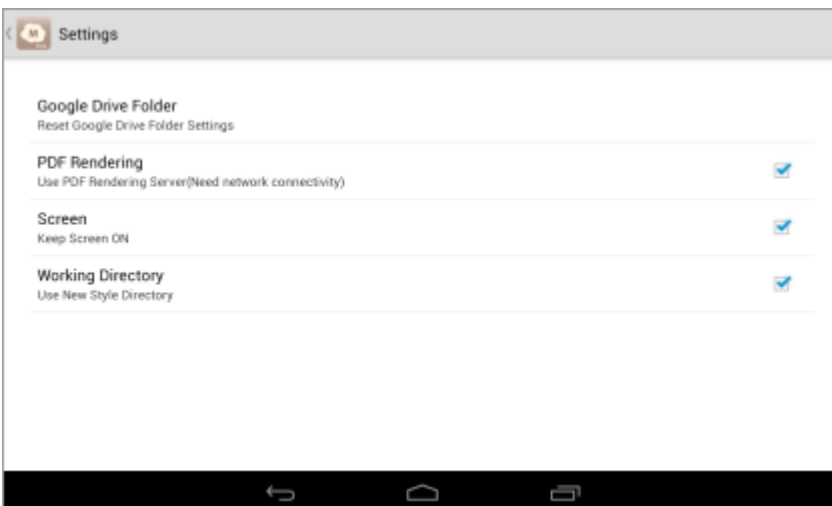 M
Settings
Google Drive Folder
Reset Google Drive Folder Settings
PDF Rendering
Use PDF Rendering Server(Need network connectivity)
Screen
Keep Screen ON
Working Directory
Use New Style Directory